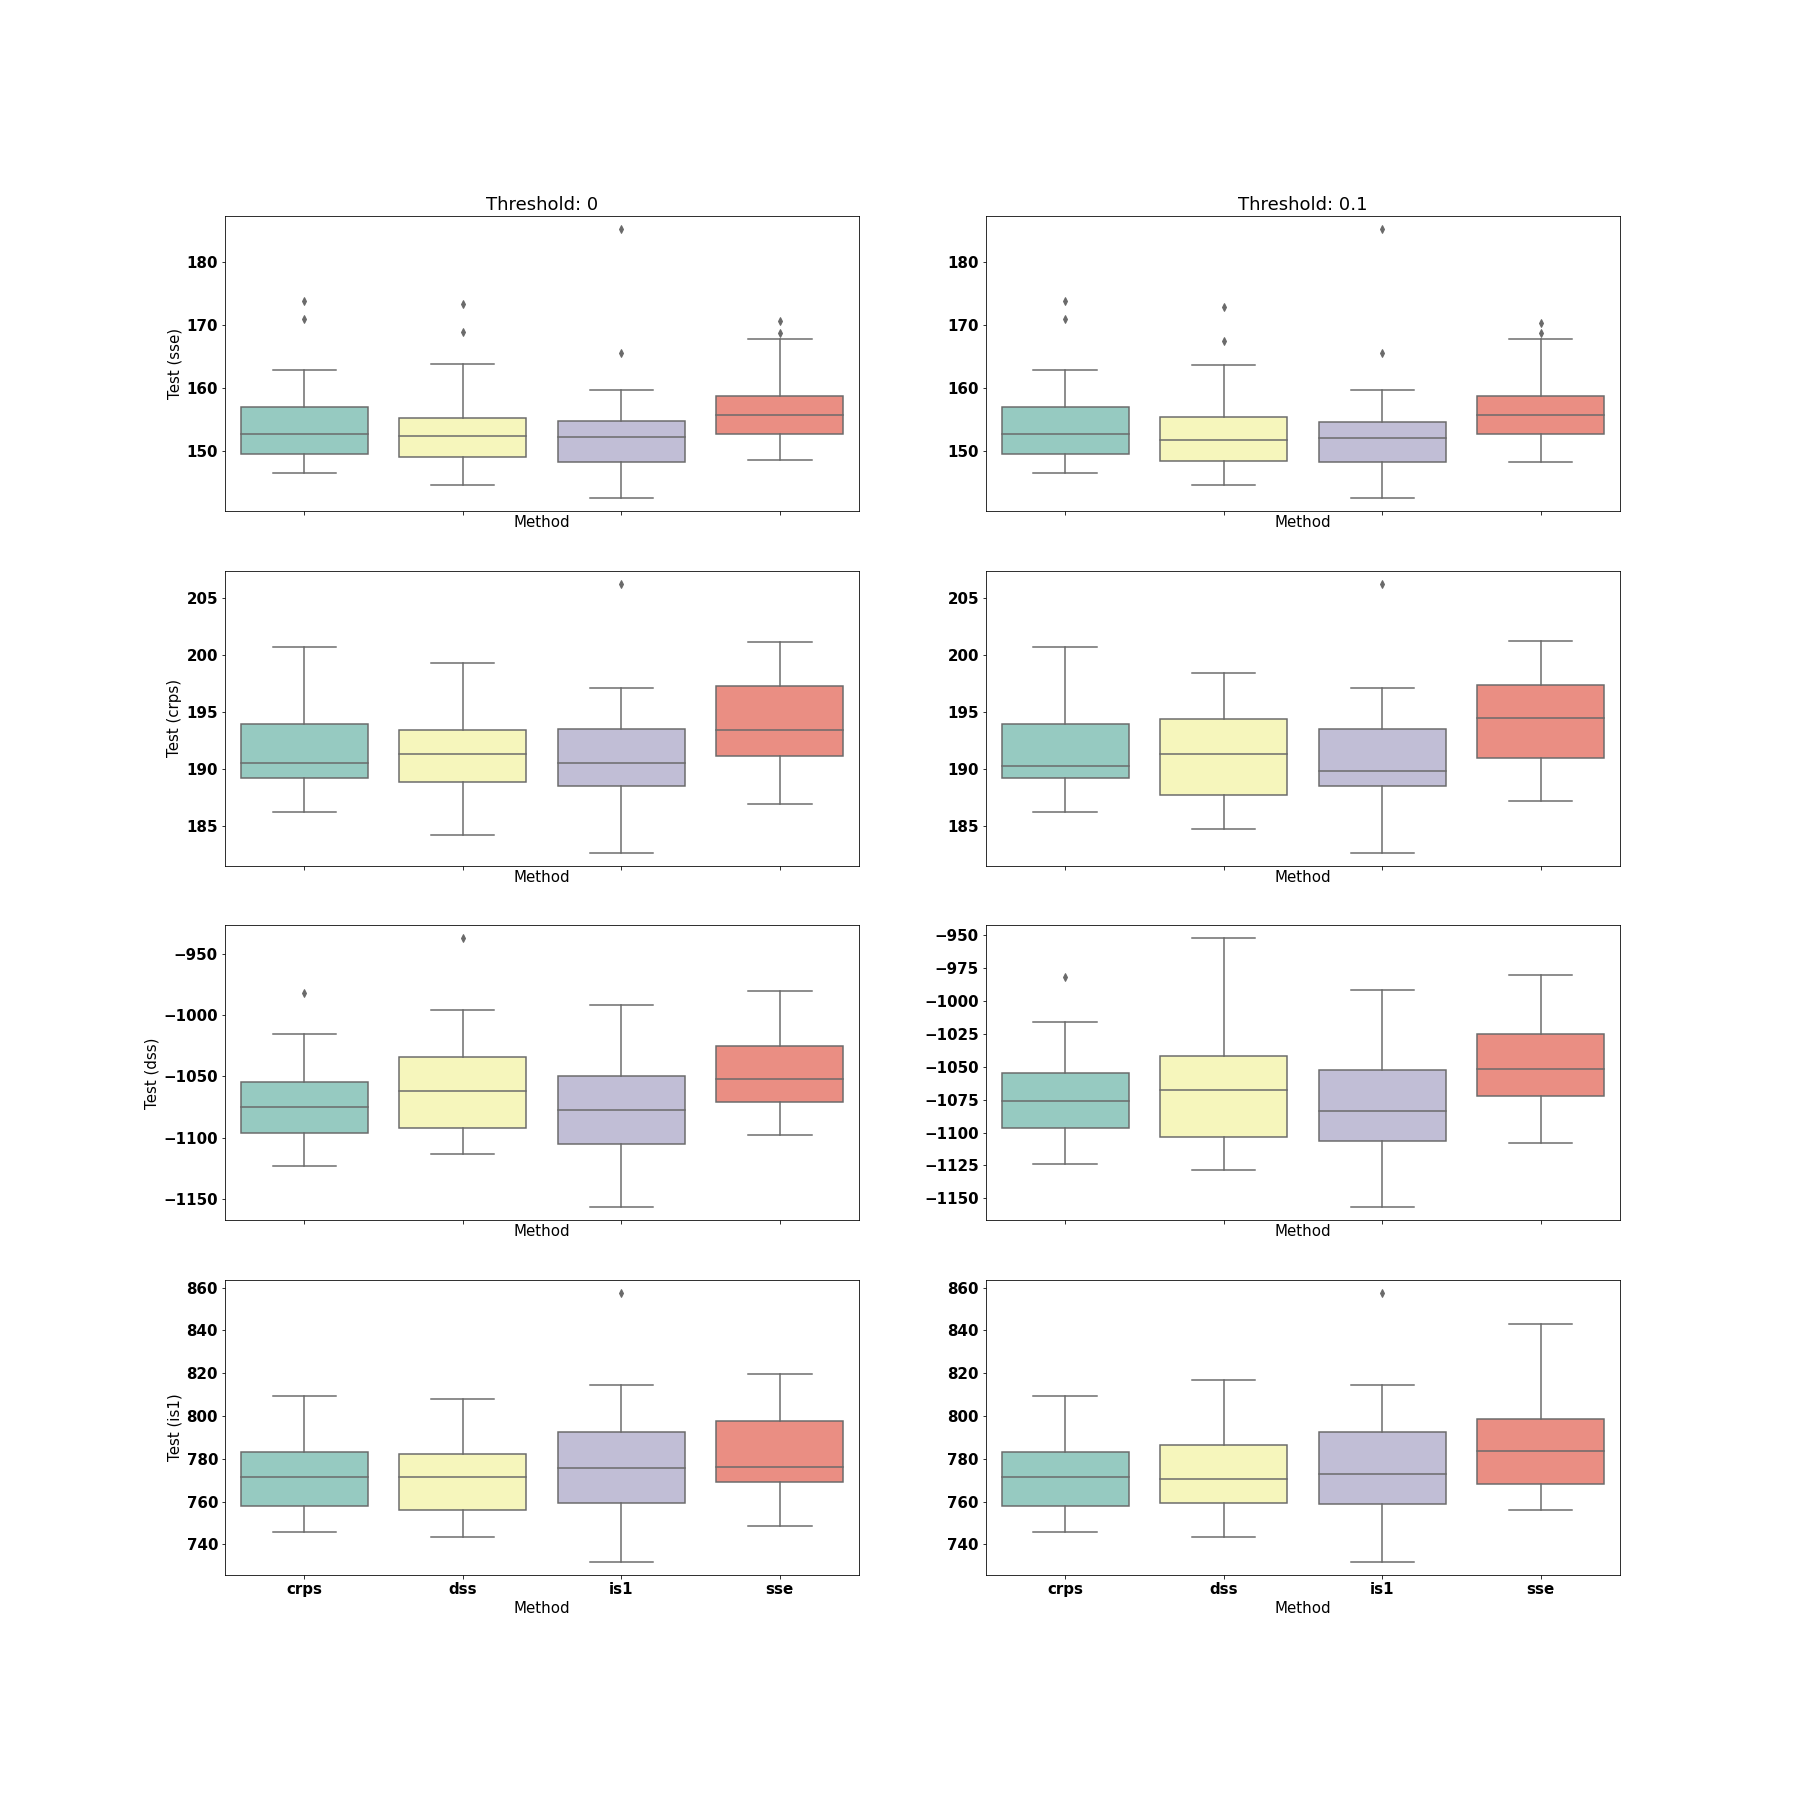 Threshold: 0
180
170
160
150
Test (sse)
Method
Threshold: 0.1
180
170
160
150
Method
205
200
195
190
185
Test (crps)
Method
205
200
195
190
185
Method
−950
−1000
−1050
−1100
−1150
Test (dss)
Method
−950
−975
−1000
−1025
−1050
−1075
−1100
−1125
−1150
Method
860
840
820
800
780
760
740
Test (is1)
crps dss is1 sse
Method
860
840
820
800
780
760
740
crps dss is1 sse
Method